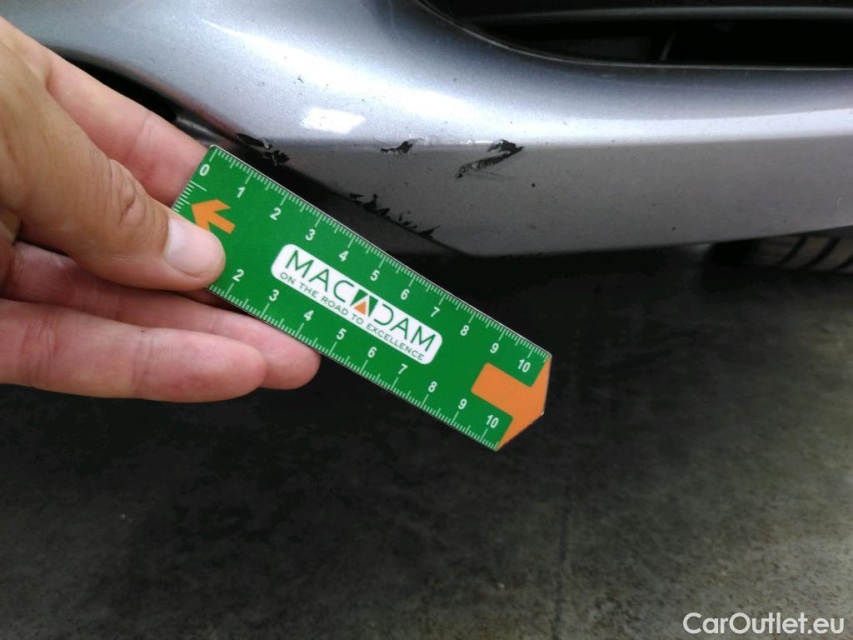 0 1 2 3 4 5 6 7 8 9 10
MACADAM
ON THE ROAD TO EXCELLENCE
2 3 4 5 6 7 8 9 10
CarOutlet.eu